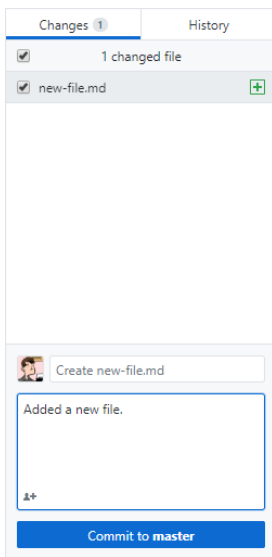 Changes 1 History
1 changed file
new-file.md
Create new-file.md
Added a new file.
Commit to master